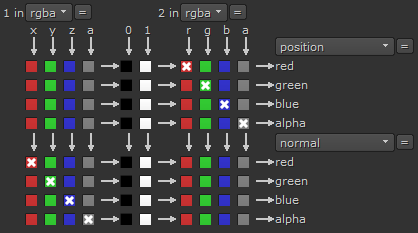 1 in rgba = 2 in rgba =
x y z a 0 1 r g b a
position =
red
green
blue
alpha
normal =
red
green
blue
alpha